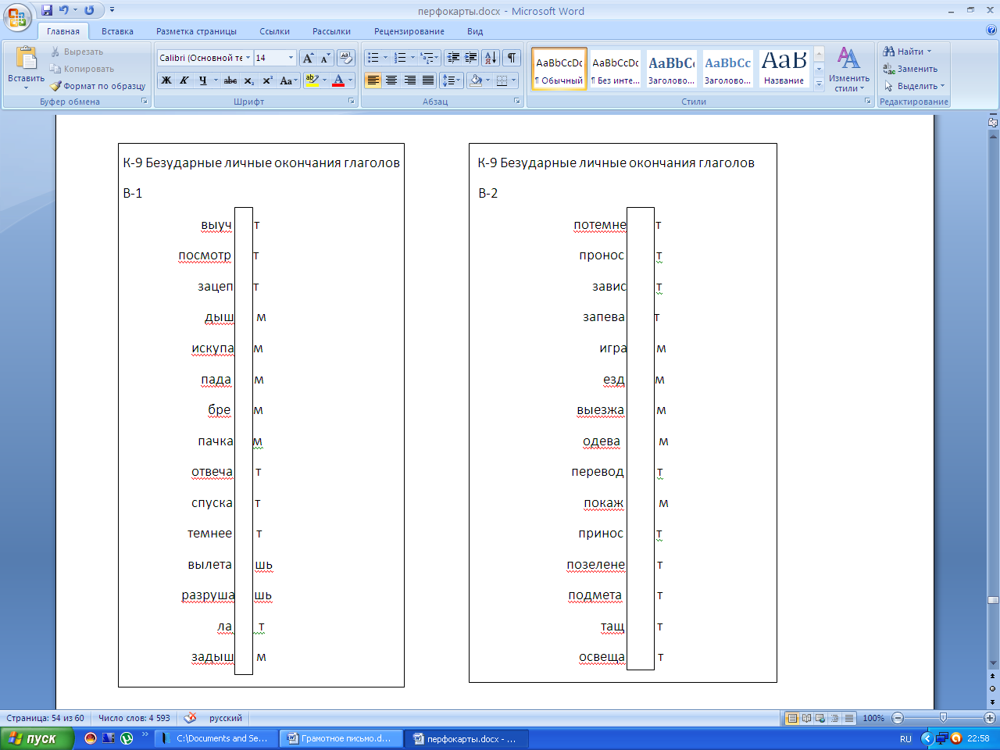 перфокарты.docx - Microsoft Word
Главная Вставка Разметка страницы Ссылки Рассылки Рецензирование Вид
Вставить
Вырезать
Копировать
Формат по образцу
Буфер обмена
Calibri (Основной те 14
Ж К Ч abc x₂ x² Aa
Шрифт
Абзац
AaBbCcDc AaBbCcDc AaBbC AaBbCc AaB
¶ Обычный ¶ Без инте... Заголово... Заголово... Название
Изменить стили
Стили
Найти
Заменить
Выделить
Редактирование
К-9 Безударные личные окончания глаголов
В-1
выуч т
посмотр т
зацеп т
дыш м
искупа м
пада м
бре м
пачка м
отвеча т
спуска т
темнее т
вылета шь
разруша шь
ла т
задыш м
К-9 Безударные личные окончания глаголов
В-2
потемне т
пронос т
завис т
запева т
игра м
езд м
выезжа м
одева м
перевод т
покаж м
принос т
позелене т
подмета т
тащ т
освеща т
Страница: 54 из 60 Число слов: 4 593 русский 100%
пуск C:\Documents and Se... Грамотное письмо.d... перфокарты.docx - ... RU 22:58